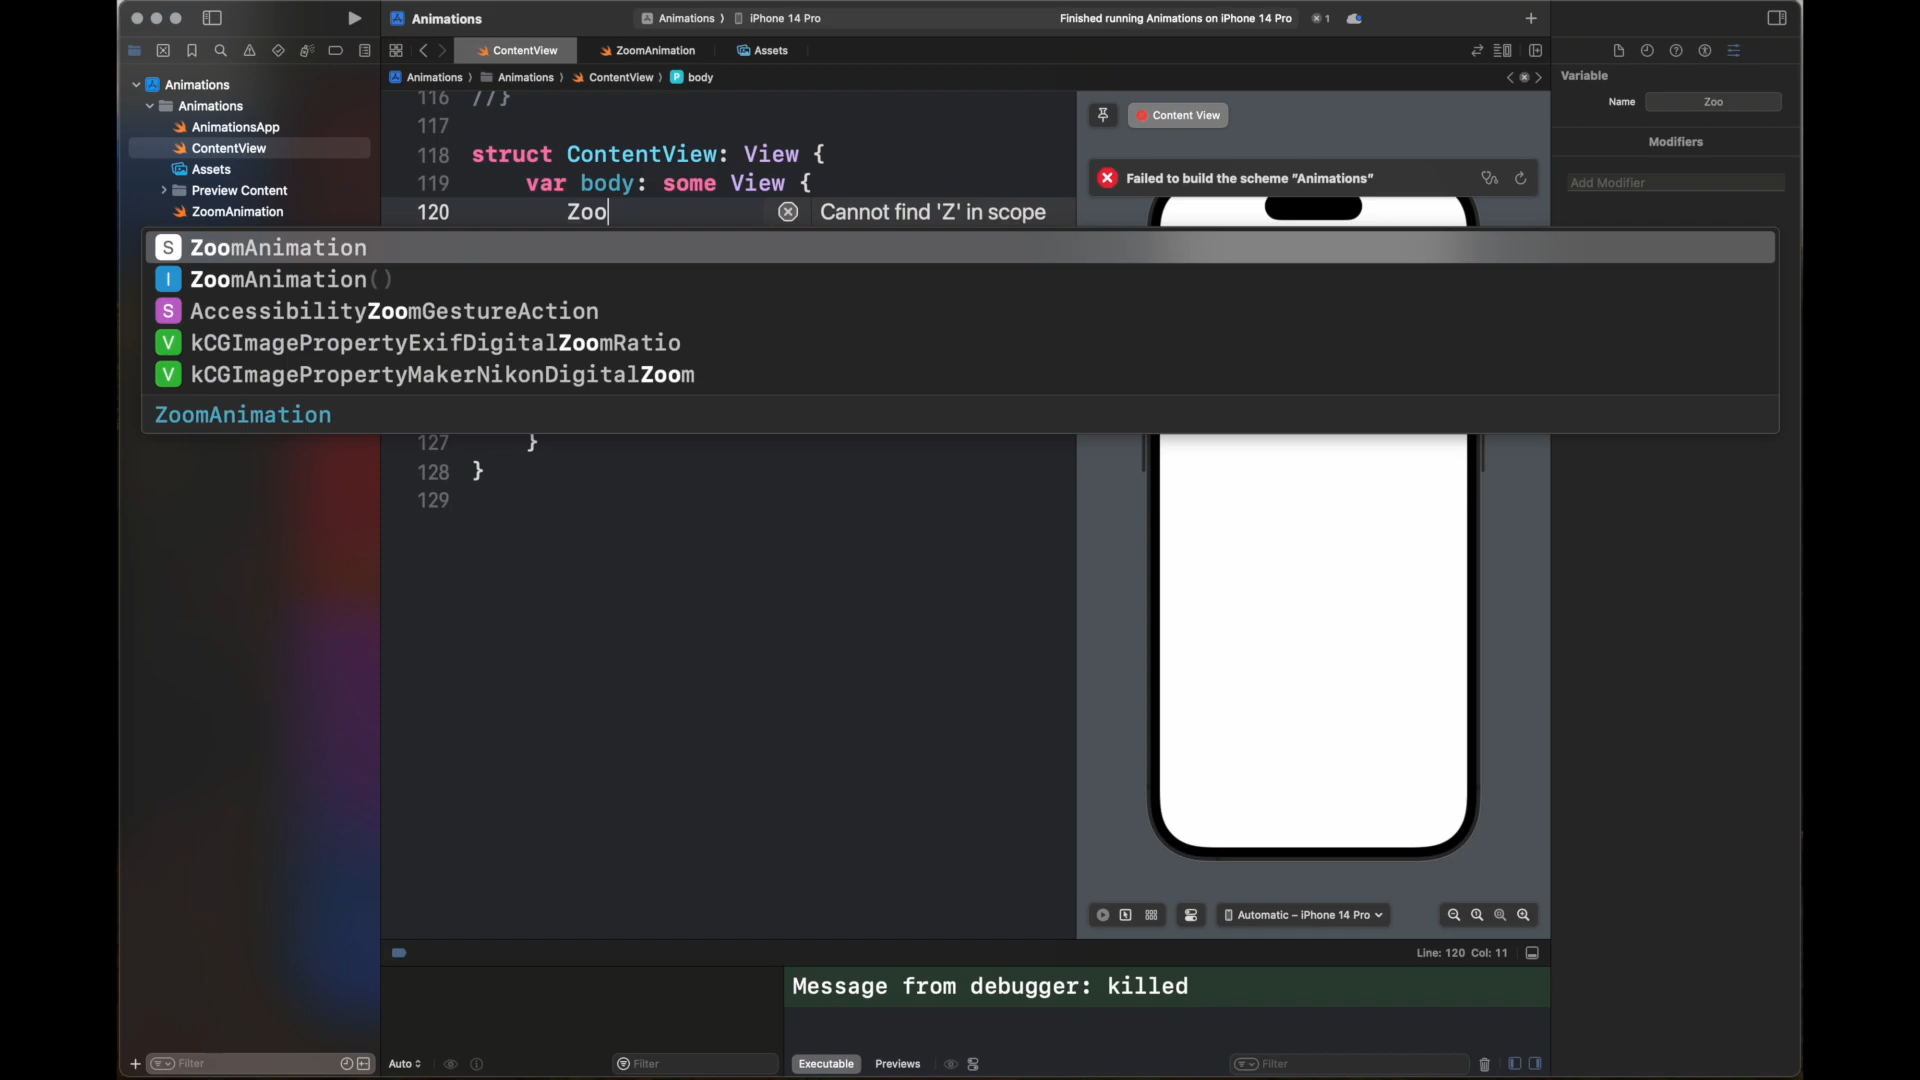 Animations
Animations ⟩ iPhone 14 Pro
Finished running Animations on iPhone 14 Pro
1
ContentView
ZoomAnimation
Assets
Animations ⟩ Animations ⟩ ContentView ⟩ P body
Animations
Animations
AnimationsApp
ContentView
Assets
Preview Content
ZoomAnimation
116 //}
117
118 struct ContentView: View {
119 var body: some View {
120 Zoo
Cannot find 'Z' in scope
S ZoomAnimation
I ZoomAnimation()
S AccessibilityZoomGestureAction
V kCGImagePropertyExifDigitalZoomRatio
V kCGImagePropertyMakerNikonDigitalZoom
ZoomAnimation
127 }
128 }
129
Content View
Failed to build the scheme "Animations"
Automatic – iPhone 14 Pro
Variable
Name Zoo
Modifiers
Add Modifier
Line: 120 Col: 11
Message from debugger: killed
Filter
Auto
Filter
Executable
Previews
Filter